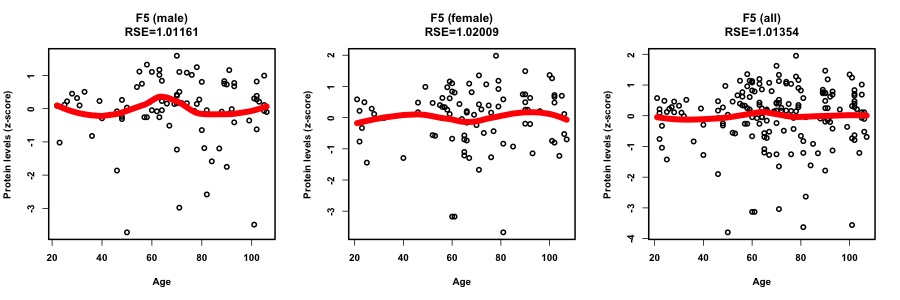 F5 (male)
RSE=1.01161
Protein levels (z-score)
1
0
-1
-2
-3
20 40 60 80 100
Age
F5 (female)
RSE=1.02009
Protein levels (z-score)
2
1
0
-1
-2
-3
20 40 60 80 100
Age
F5 (all)
RSE=1.01354
Protein levels (z-score)
2
1
0
-1
-2
-3
-4
20 40 60 80 100
Age